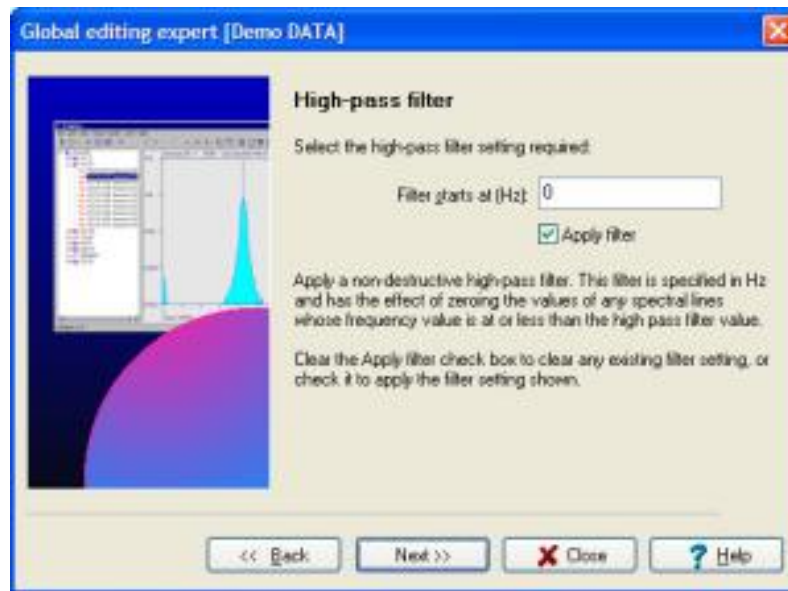 Global editing expert [Demo DATA]
High-pass filter
Select the high-pass filter setting required:
Filter starts at (Hz): 0
Apply filter
Apply a non-destructive high-pass filter. This filter is specified in Hz
and has the effect of zeroing the values of any spectral lines
whose frequency value is at or less than the high pass filter value.
Clear the Apply filter check box to clear any existing filter setting, or
check it to apply the filter setting shown.
<< Back
Next >>
Close
? Help